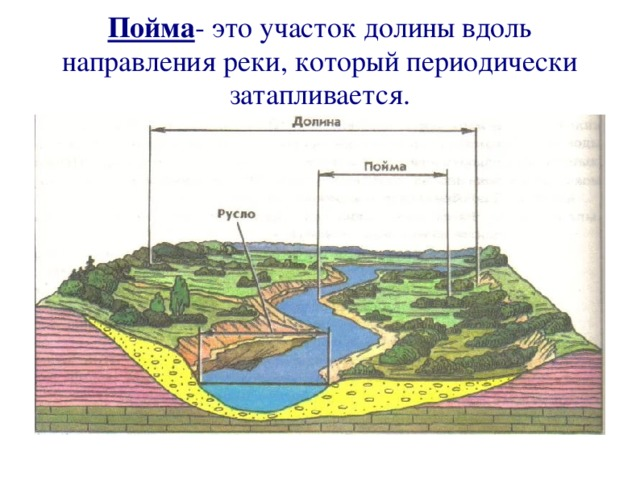 Пойма- это участок долины вдоль
направления реки, который периодически
затапливается.
Долина
Пойма
Русло